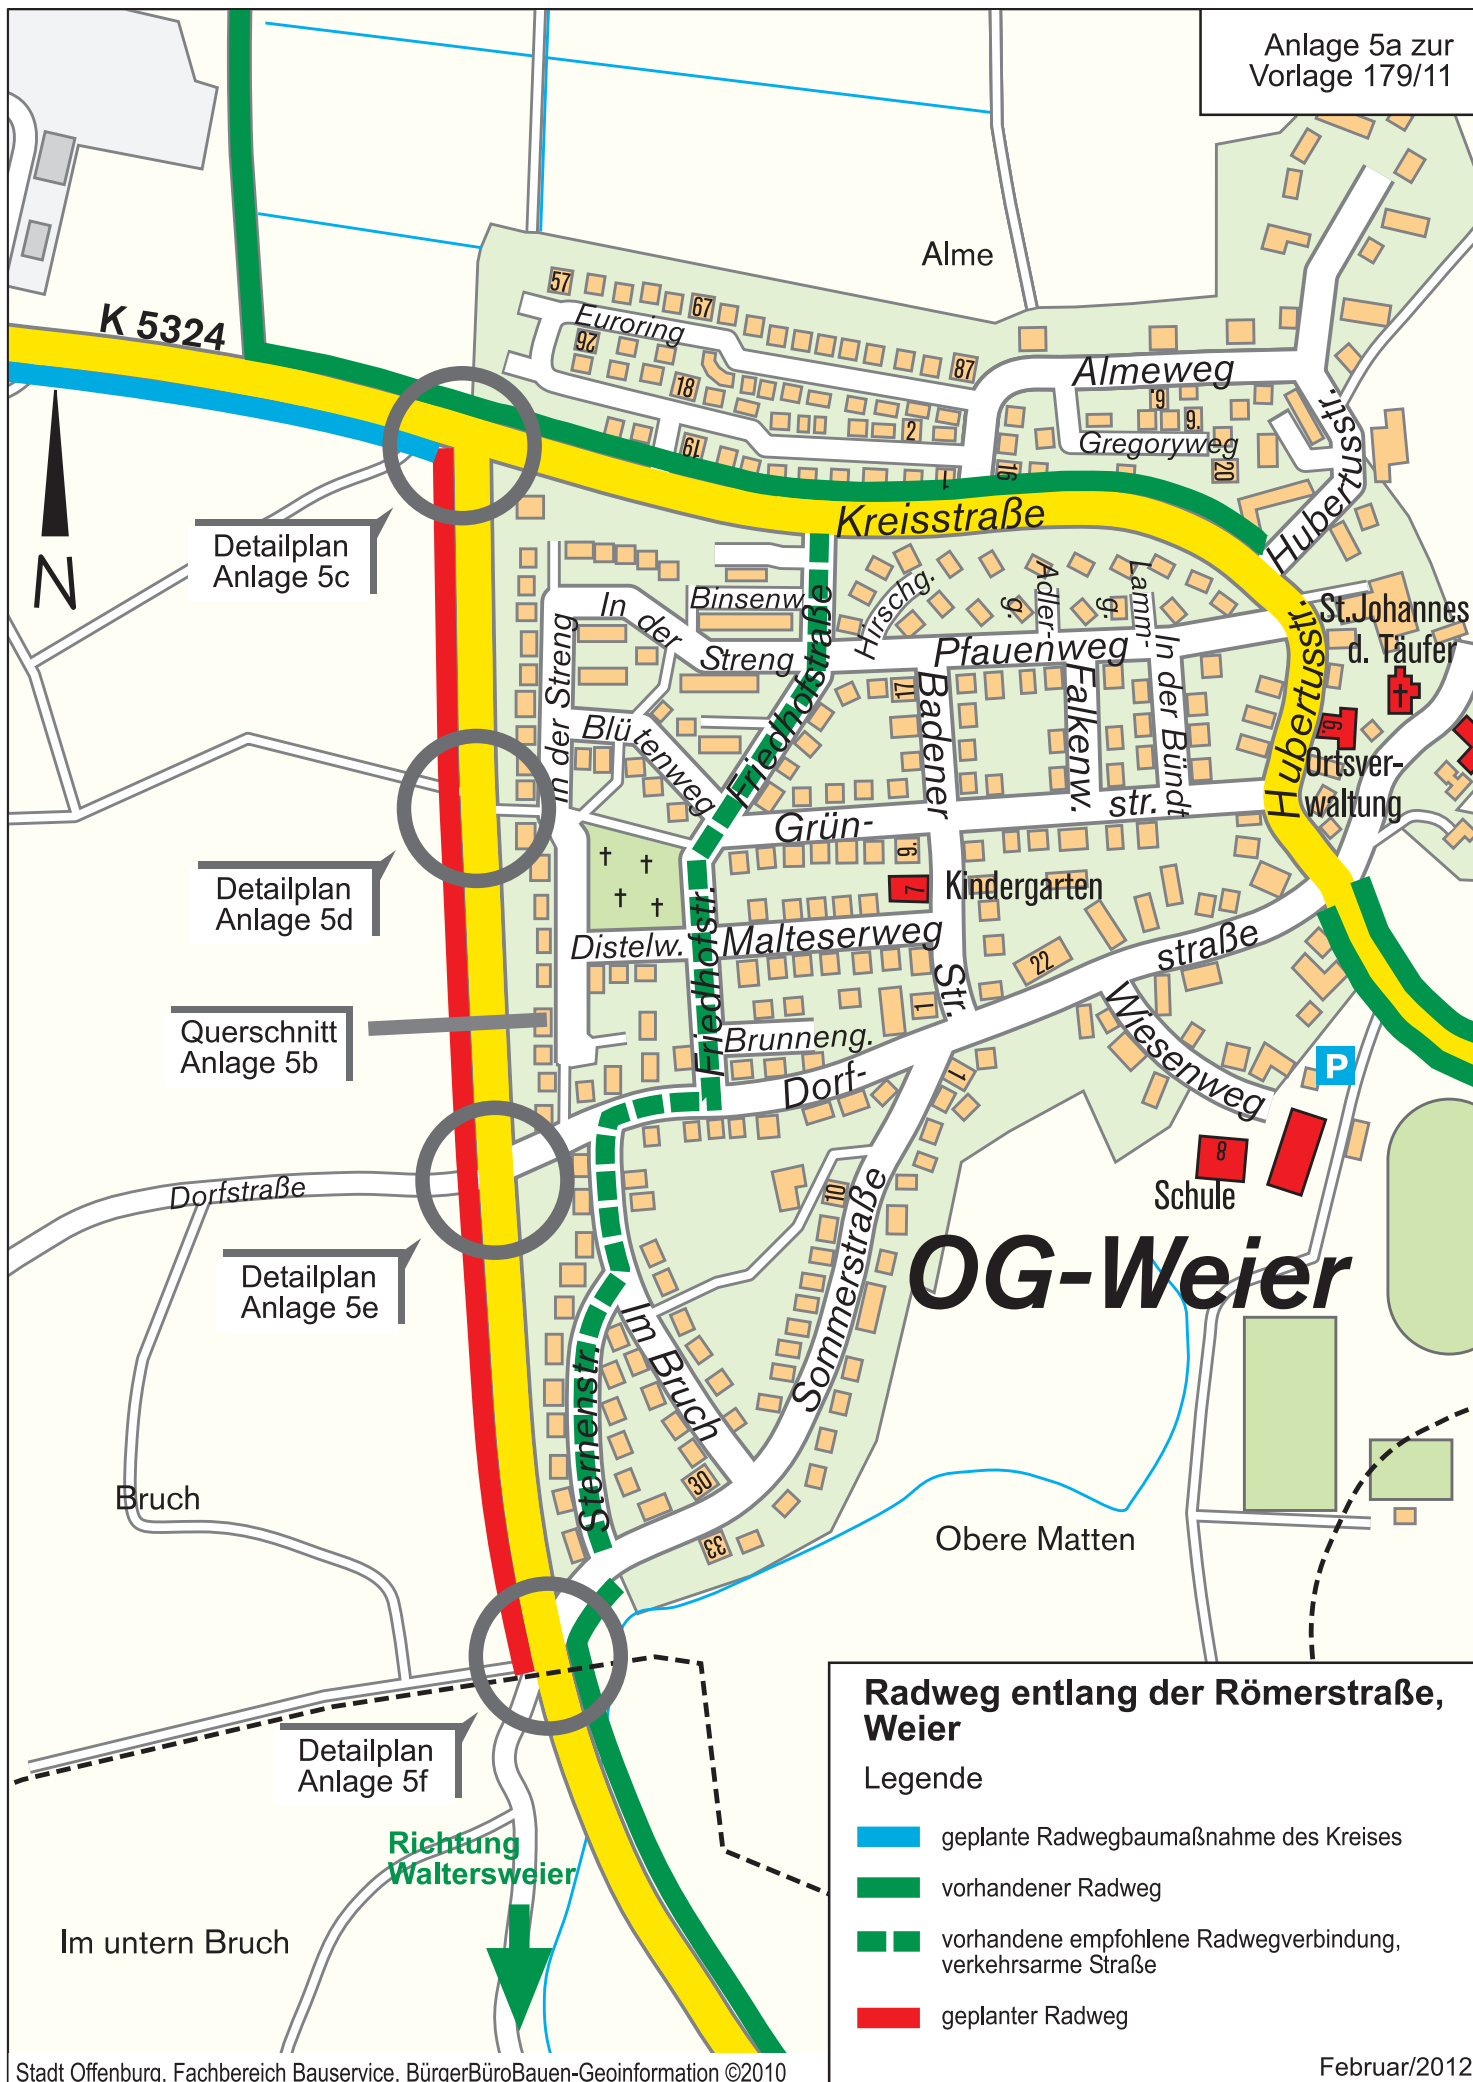 Anlage 5a zur
Vorlage 179/11
Alme
K 5324
57
67
Euroring
26
18
87
2
19
1
16
Almeweg
9.
6.
Gregoryweg
20
Hubertusstr.
Kreisstraße
N
Detailplan
Anlage 5c
Binsenw.
In der Streng
In der Streng
Hirschg.
Adler-
g.
Lamm-
g.
Pfauenweg
St.Johannes
d. Täufer
Friedhofstraße
Blütenweg
17
Badener
Falkenw.
In der Bündt
Hubertusstr.
6.
Ortsver-
waltung
Grün-
str.
Detailplan
Anlage 5d
9.
7
Kindergarten
Distelw.
Malteserweg
Friedhofstr.
Str.
22
straße
Querschnitt
Anlage 5b
1
Brunneng.
Wiesenweg
P
Dorf-
1
8
Schule
Dorfstraße
10
Sommerstraße
OG-Weier
Detailplan
Anlage 5e
Im Bruch
Sternenstr.
30
33
Bruch
Obere Matten
Detailplan
Anlage 5f
Richtung
Waltersweier
Im untern Bruch
Radweg entlang der Römerstraße,
Weier
Legende
geplante Radwegbaumaßnahme des Kreises
vorhandener Radweg
vorhandene empfohlene Radwegverbindung,
verkehrsarme Straße
geplanter Radweg
Februar/2012
Stadt Offenburg, Fachbereich Bauservice, BürgerBüroBauen-Geoinformation ©2010